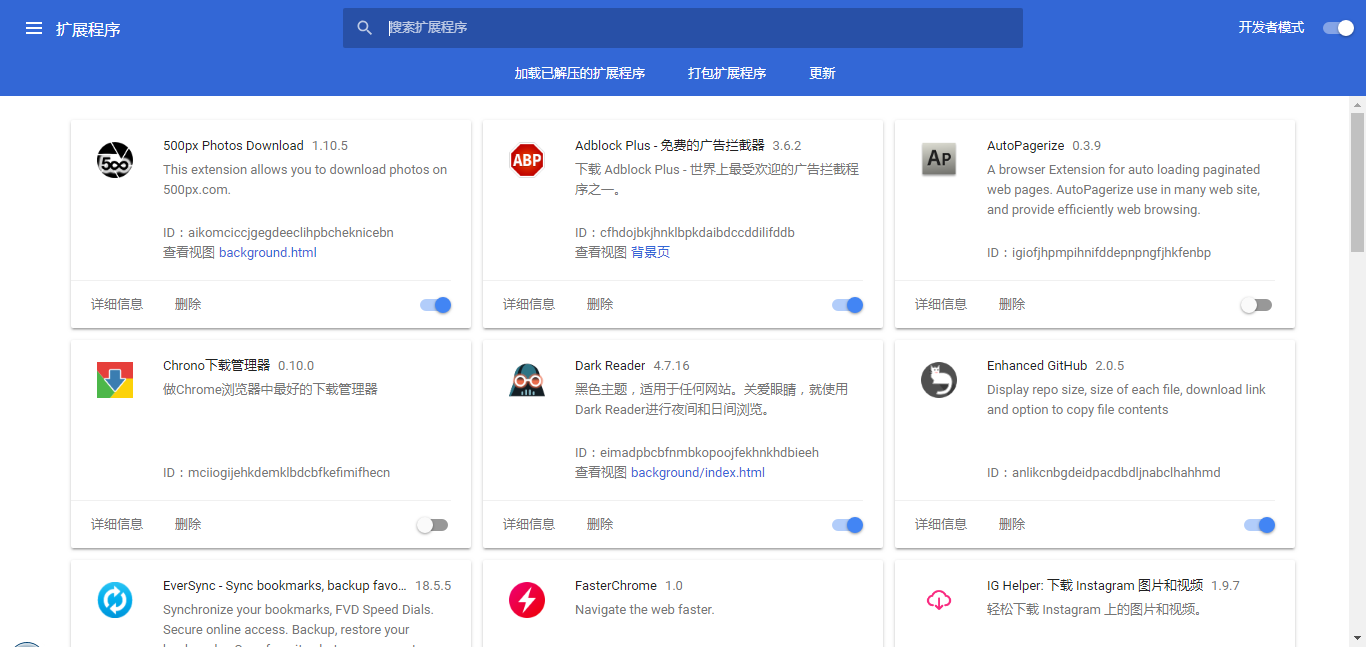 扩展程序
搜索扩展程序
开发者模式
加载已解压的扩展程序 打包扩展程序 更新
500px Photos Download 1.10.5
This extension allows you to download photos on
500px.com.
ID：aikomciccjgegdeeclihpbcheknicebn
查看视图 background.html
详细信息 删除
ABP
Adblock Plus - 免费的广告拦截器 3.6.2
下载 Adblock Plus - 世界上最受欢迎的广告拦截程
序之一。
ID：cfhdojbkjhnklbpkdaibdccddilifddb
查看视图 背景页
详细信息 删除
AP
AutoPagerize 0.3.9
A browser Extension for auto loading paginated
web pages. AutoPagerize use in many web site,
and provide efficiently web browsing.
ID：igiofjhpmpihnifddepnpngfjhkfenbp
详细信息 删除
Chrono下载管理器 0.10.0
做Chrome浏览器中最好的下载管理器
ID：mciiogijehkdemklbdcbfkefimifhecn
详细信息 删除
Dark Reader 4.7.16
黑色主题，适用于任何网站。关爱眼睛，就使用
Dark Reader进行夜间和日间浏览。
ID：eimadpbcbfnmbkopoojfekhnkhdbieeh
查看视图 background/index.html
详细信息 删除
Enhanced GitHub 2.0.5
Display repo size, size of each file, download link
and option to copy file contents
ID：anlikcnbgdeidpacdbdljnabclhahhmd
详细信息 删除
EverSync - Sync bookmarks, backup favo... 18.5.5
Synchronize your bookmarks, FVD Speed Dials.
Secure online access. Backup, restore your
FasterChrome 1.0
Navigate the web faster.
IG Helper: 下载 Instagram 图片和视频 1.9.7
轻松下载 Instagram 上的图片和视频。